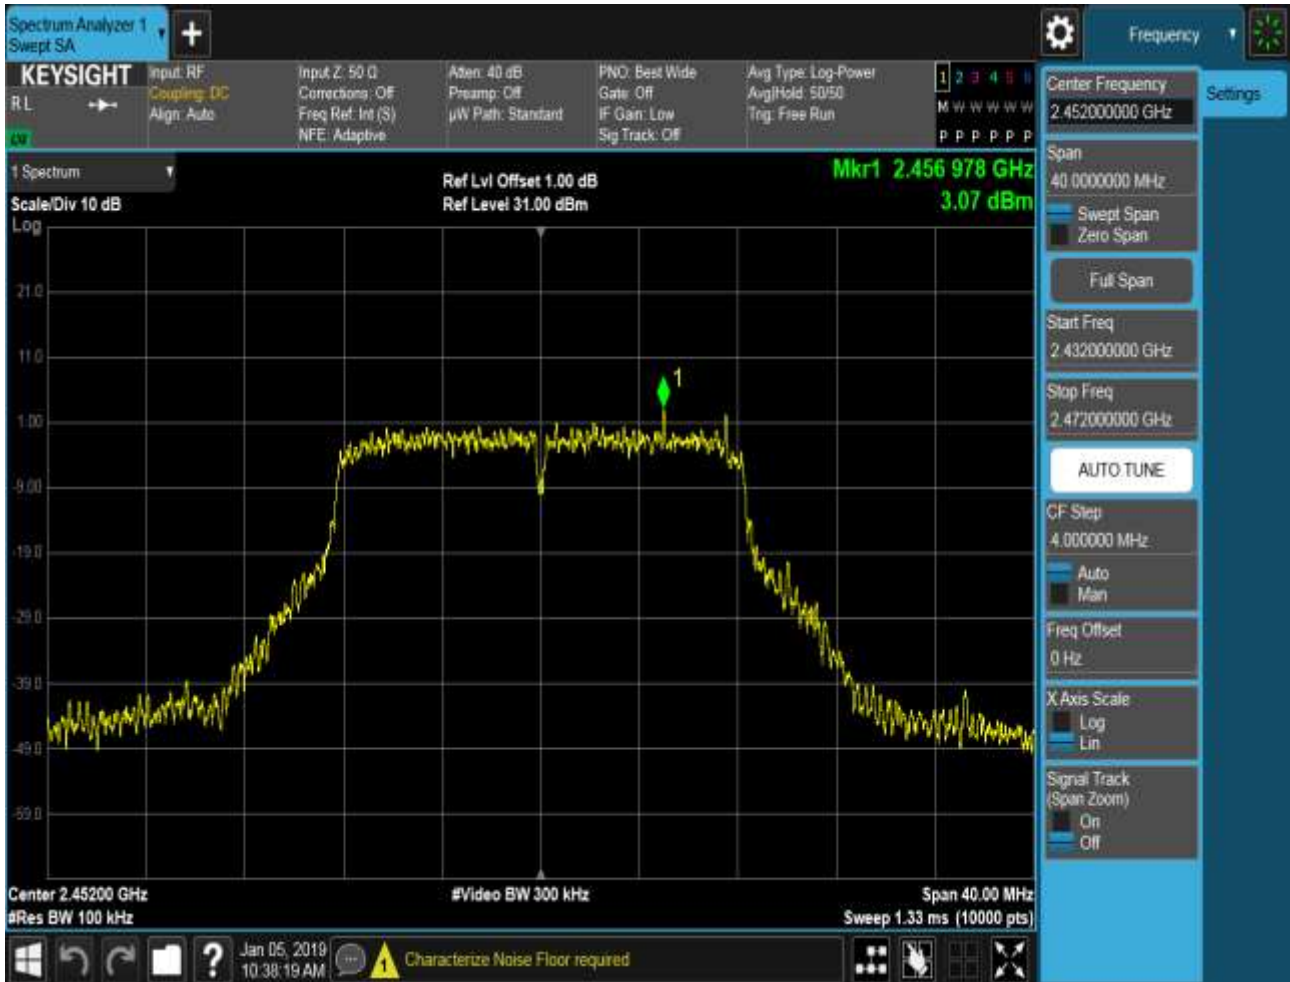 Spectrum Analyzer 1
Swept SA
+
Frequency
KEYSIGHT
RL
Input: RF
Coupling: DC
Align: Auto
Input Z: 50 Ω
Corrections: Off
Freq Ref: Int (S)
NFE: Adaptive
Atten: 40 dB
Preamp: Off
µW Path: Standard
PNO: Best Wide
Gate: Off
IF Gain: Low
Sig Track: Off
Avg Type: Log-Power
Avg|Hold: 50/50
Trig: Free Run
1 2 3 4 5 6
M W W W W W
P P P P P P
1 Spectrum
Scale/Div 10 dB
Ref Lvl Offset 1.00 dB
Ref Level 31.00 dBm
Mkr1 2.456 978 GHz
3.07 dBm
Log
21.0
11.0
1.00
-9.00
-19.0
-29.0
-39.0
-49.0
-59.0
1
Center 2.45200 GHz
#Res BW 100 kHz
#Video BW 300 kHz
Span 40.00 MHz
Sweep 1.33 ms (10000 pts)
Center Frequency
2.452000000 GHz
Settings
Span
40.0000000 MHz
Swept Span
Zero Span
Full Span
Start Freq
2.432000000 GHz
Stop Freq
2.472000000 GHz
AUTO TUNE
CF Step
4.000000 MHz
Auto
Man
Freq Offset
0 Hz
X Axis Scale
Log
Lin
Signal Track
(Span Zoom)
On
Off
?
Jan 05, 2019
10:38:19 AM
1
Characterize Noise Floor required